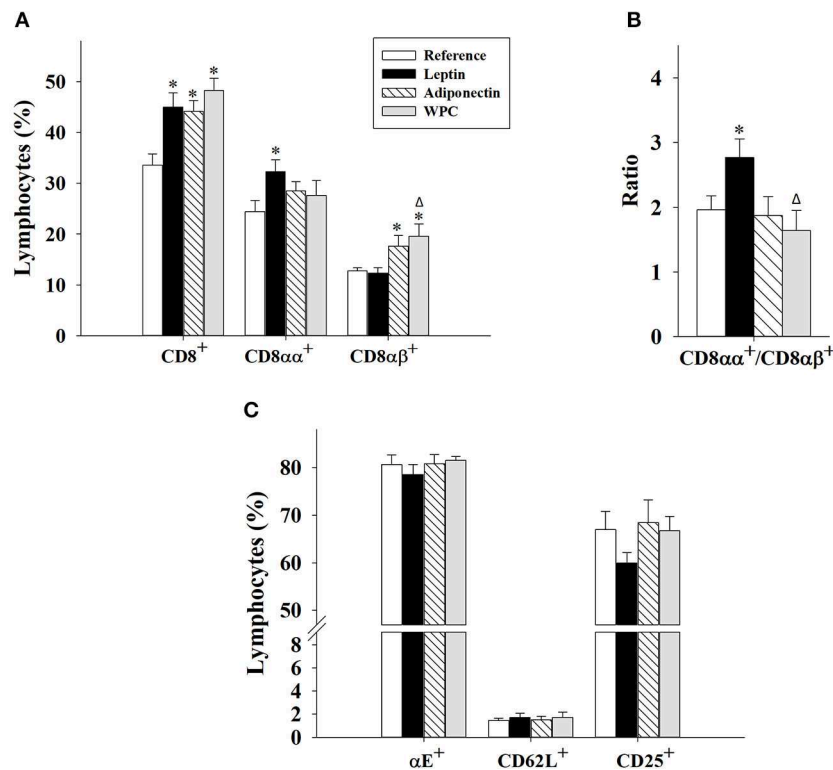 A
Lymphocytes (%)
50
40
30
20
10
0
* * *
*
* Δ *
CD8+ CD8αα+ CD8αβ+
Reference
Leptin
Adiponectin
WPC
B
Ratio
4
3
2
1
0
*
Δ
CD8αα+/CD8αβ+
C
Lymphocytes (%)
80
70
60
50
8
6
4
2
0
αE+ CD62L+ CD25+